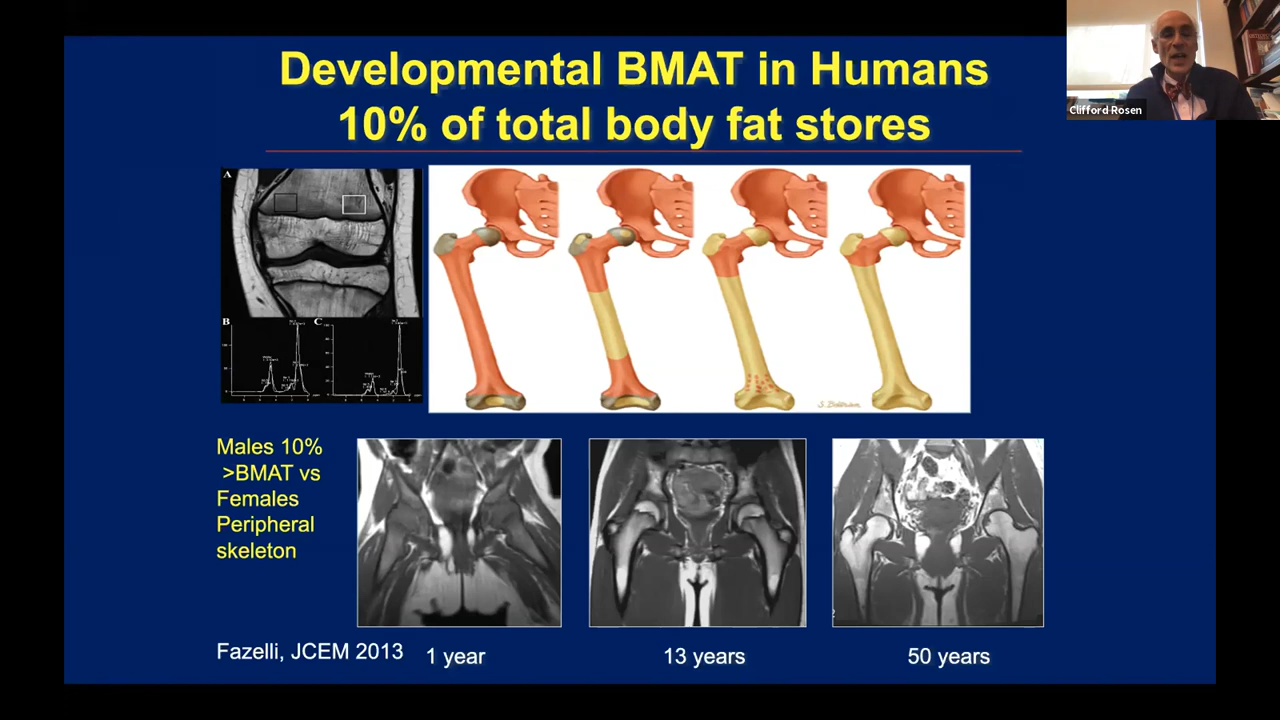 Developmental BMAT in Humans
10% of total body fat stores
Clifford Rosen
A
B
C
Males 10%
>BMAT vs
Females
Peripheral
skeleton
Fazelli, JCEM 2013
1 year
13 years
50 years